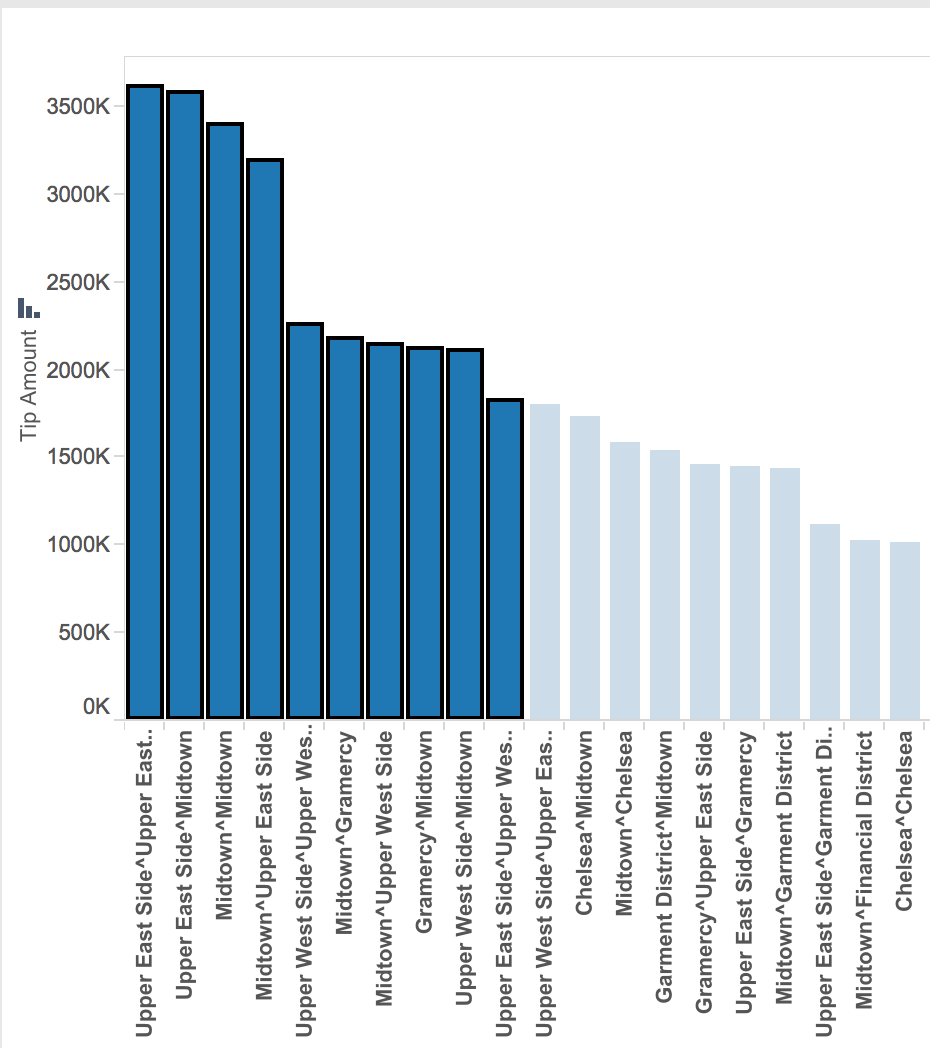 3500K
3000K
2500K
2000K
1500K
1000K
500K
0K
Tip Amount
Upper East Side^Upper East..
Upper East Side^Midtown
Midtown^Midtown
Midtown^Upper East Side
Upper West Side^Upper Wes..
Midtown^Gramercy
Midtown^Upper West Side
Gramercy^Midtown
Upper West Side^Midtown
Upper East Side^Upper Wes..
Upper West Side^Upper Eas..
Chelsea^Midtown
Midtown^Chelsea
Garment District^Midtown
Gramercy^Upper East Side
Upper East Side^Gramercy
Midtown^Garment District
Upper East Side^Garment Di..
Midtown^Financial District
Chelsea^Chelsea